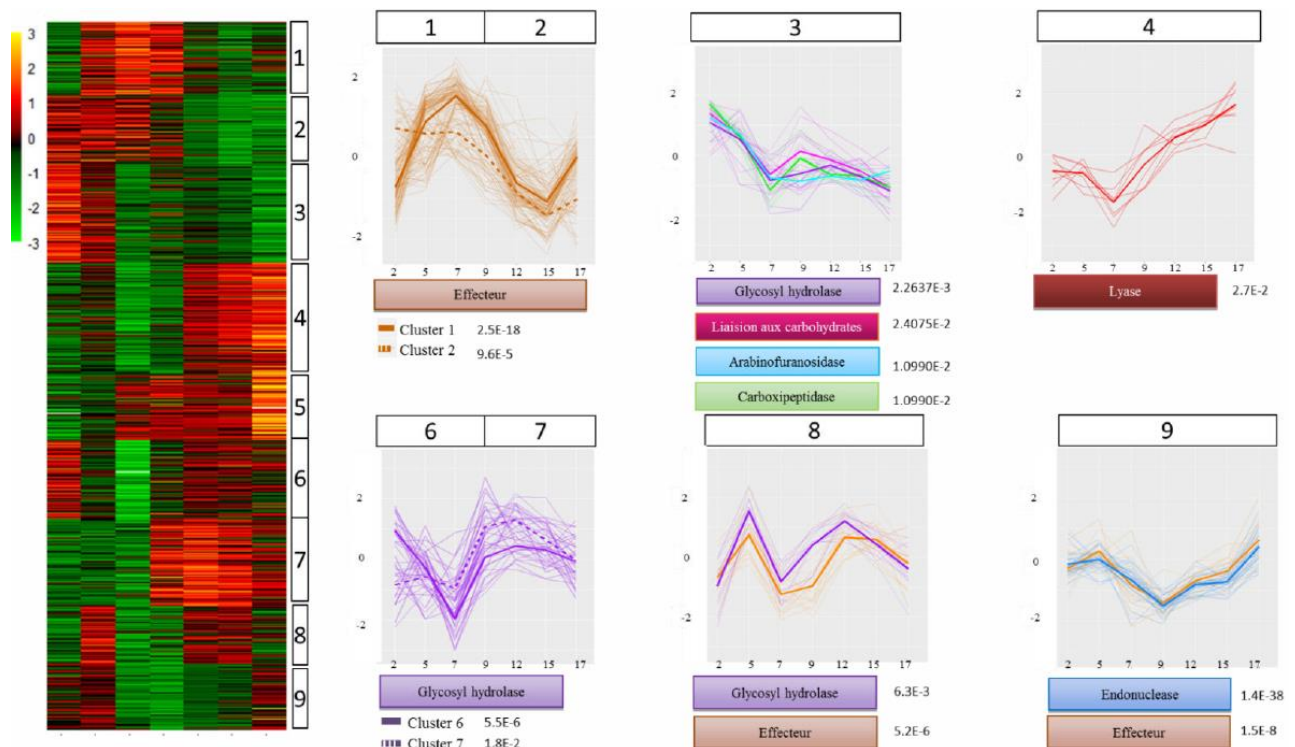 3
2
1
0
-1
-2
-3
1
2
3
4
5
6
7
8
9
1 2
2
0
-2
2 5 7 9 12 15 17
Effecteur
Cluster 1 2.5E-18
Cluster 2 9.6E-5
3
2
0
-2
2 5 7 9 12 15 17
Glycosyl hydrolase 2.2637E-3
Liaision aux carbohydrates 2.4075E-2
Arabinofuranosidase 1.0990E-2
Carboxipeptidase 1.0990E-2
4
2
0
-2
2 5 7 9 12 15 17
Lyase 2.7E-2
6 7
2
0
-2
2 5 7 9 12 15 17
Glycosyl hydrolase
Cluster 6 5.5E-6
Cluster 7 1.8E-2
8
2
0
-2
2 5 7 9 12 15 17
Glycosyl hydrolase 6.3E-3
Effecteur 5.2E-6
9
2
0
-2
2 5 7 9 12 15 17
Endonuclease 1.4E-38
Effecteur 1.5E-8